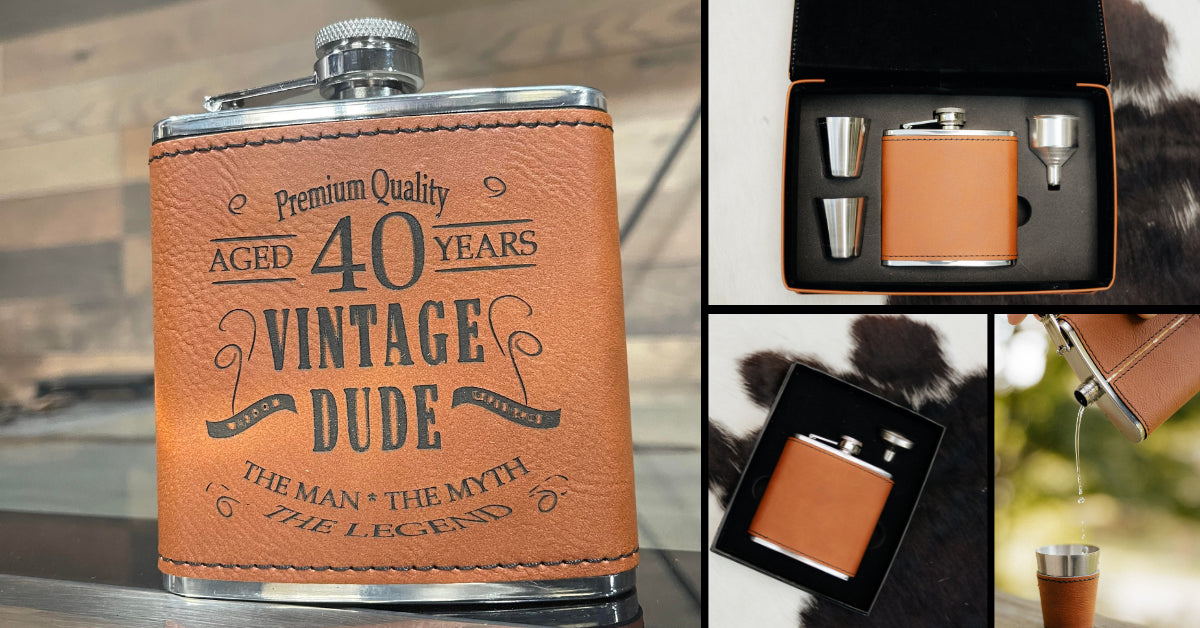 Premium Quality
AGED 40 YEARS
VINTAGE
DUDE
THE MAN * THE MYTH
THE LEGEND